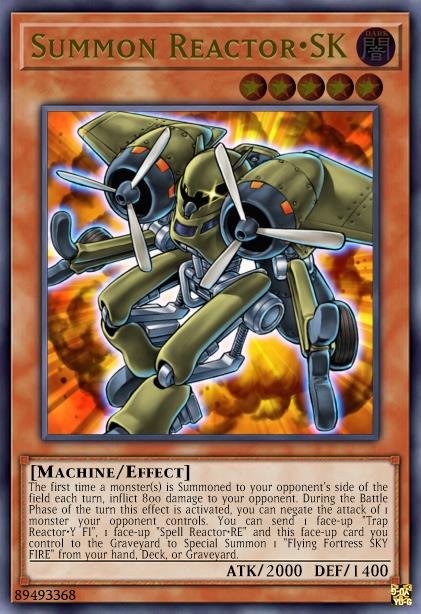 SUMMON REACTOR•SK
DARK
闇
[MACHINE/EFFECT]
The first time a monster(s) is Summoned to your opponent's side of the
field each turn, inflict 800 damage to your opponent. During the Battle
Phase of the turn this effect is activated, you can negate the attack of 1
monster your opponent controls. You can send 1 face-up "Trap
Reactor•Y FI", 1 face-up "Spell Reactor•RE" and this face-up card you
control to the Graveyard to Special Summon 1 "Flying Fortress SKY
FIRE" from your hand, Deck, or Graveyard.
ATK/2000 DEF/1400
89493368